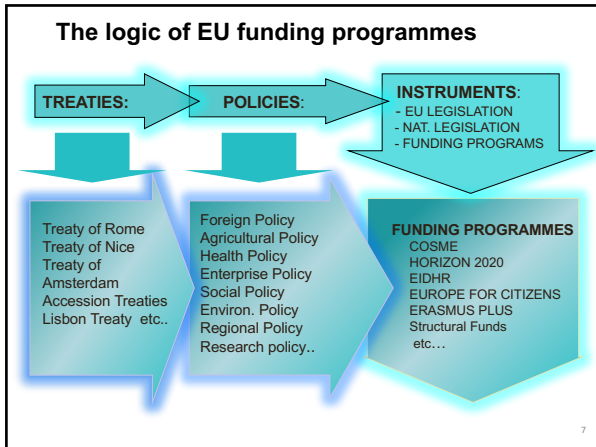 The logic of EU funding programmes
TREATIES:
POLICIES:
INSTRUMENTS:
- EU LEGISLATION
- NAT. LEGISLATION
- FUNDING PROGRAMS
Treaty of Rome
Treaty of Nice
Treaty of
Amsterdam
Accession Treaties
Lisbon Treaty etc..
Foreign Policy
Agricultural Policy
Health Policy
Enterprise Policy
Social Policy
Environ. Policy
Regional Policy
Research policy..
FUNDING PROGRAMMES
COSME
HORIZON 2020
EIDHR
EUROPE FOR CITIZENS
ERASMUS PLUS
Structural Funds
etc…
7